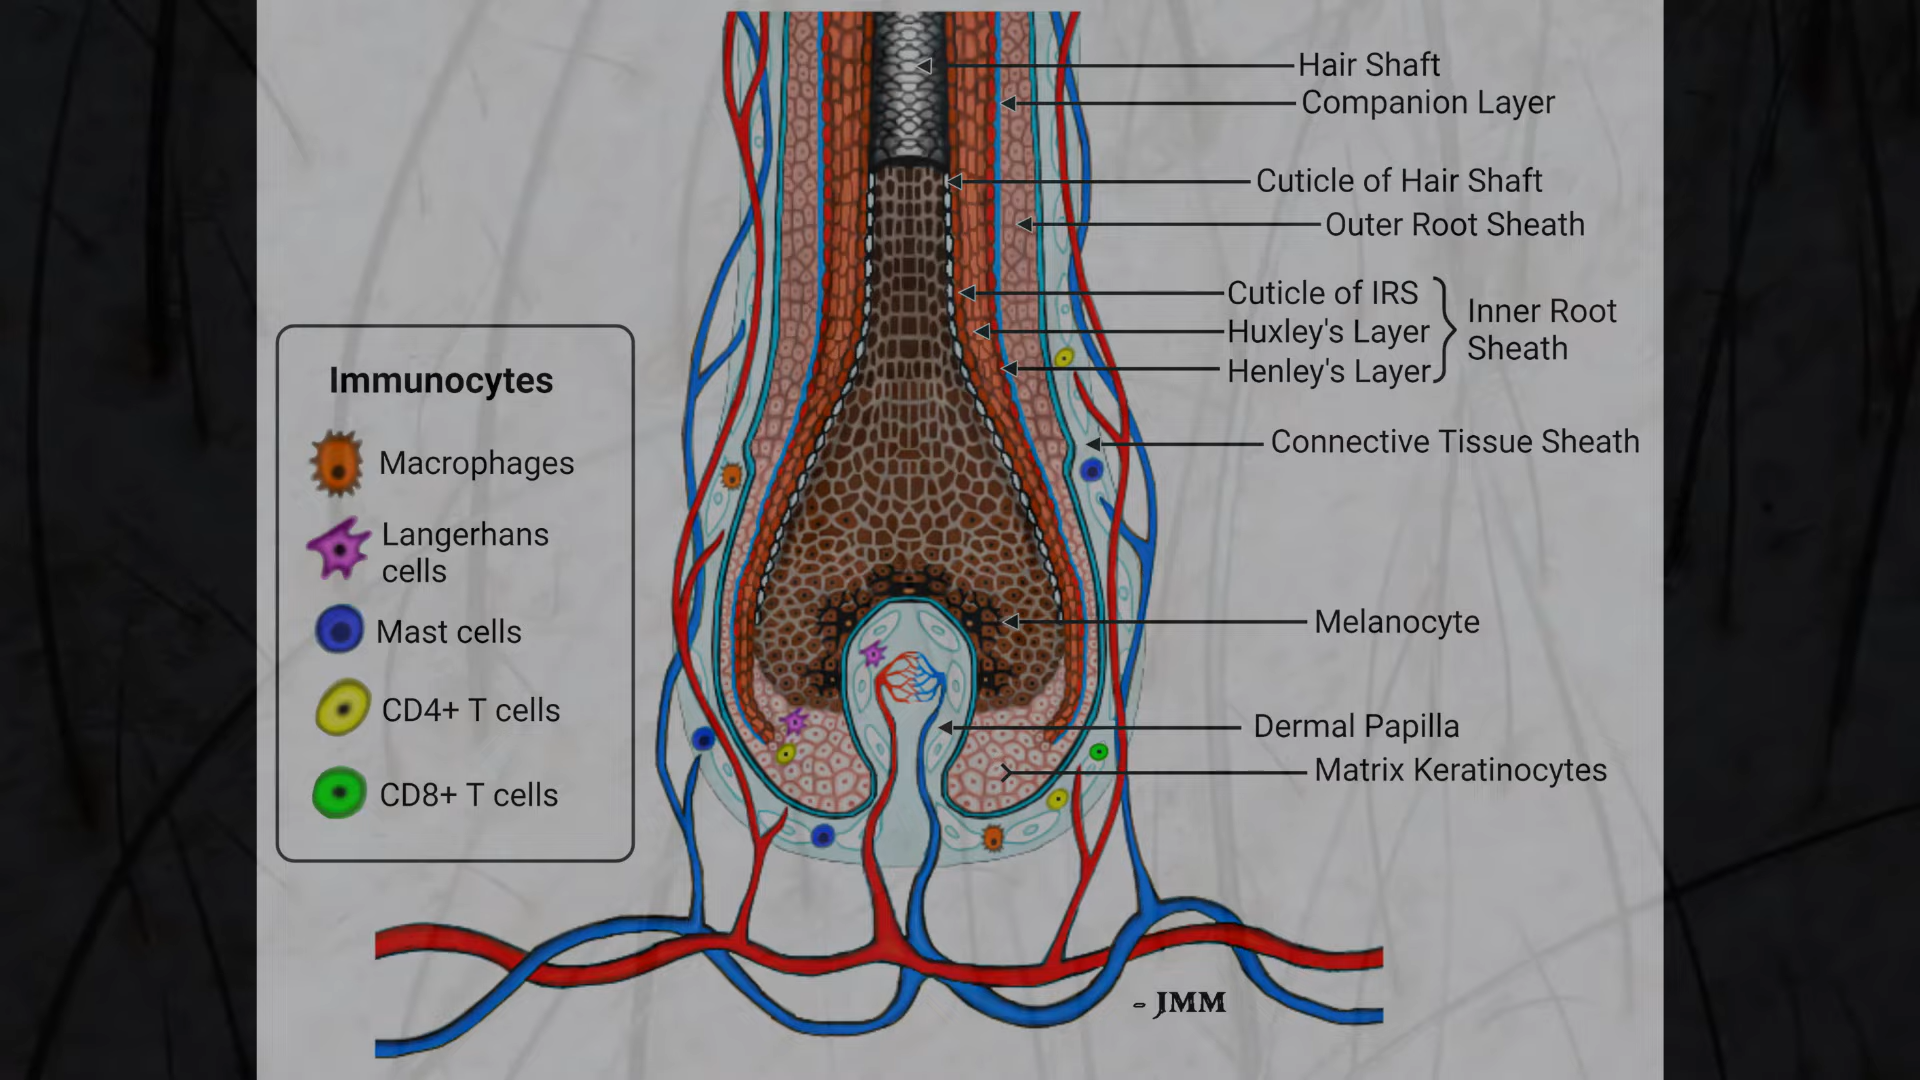 Hair Shaft
Companion Layer
Cuticle of Hair Shaft
Outer Root Sheath
Cuticle of IRS
Huxley's Layer
Henley's Layer
Inner Root
Sheath
Connective Tissue Sheath
Melanocyte
Dermal Papilla
Matrix Keratinocytes
Immunocytes
Macrophages
Langerhans
cells
Mast cells
CD4+ T cells
CD8+ T cells
- JMM